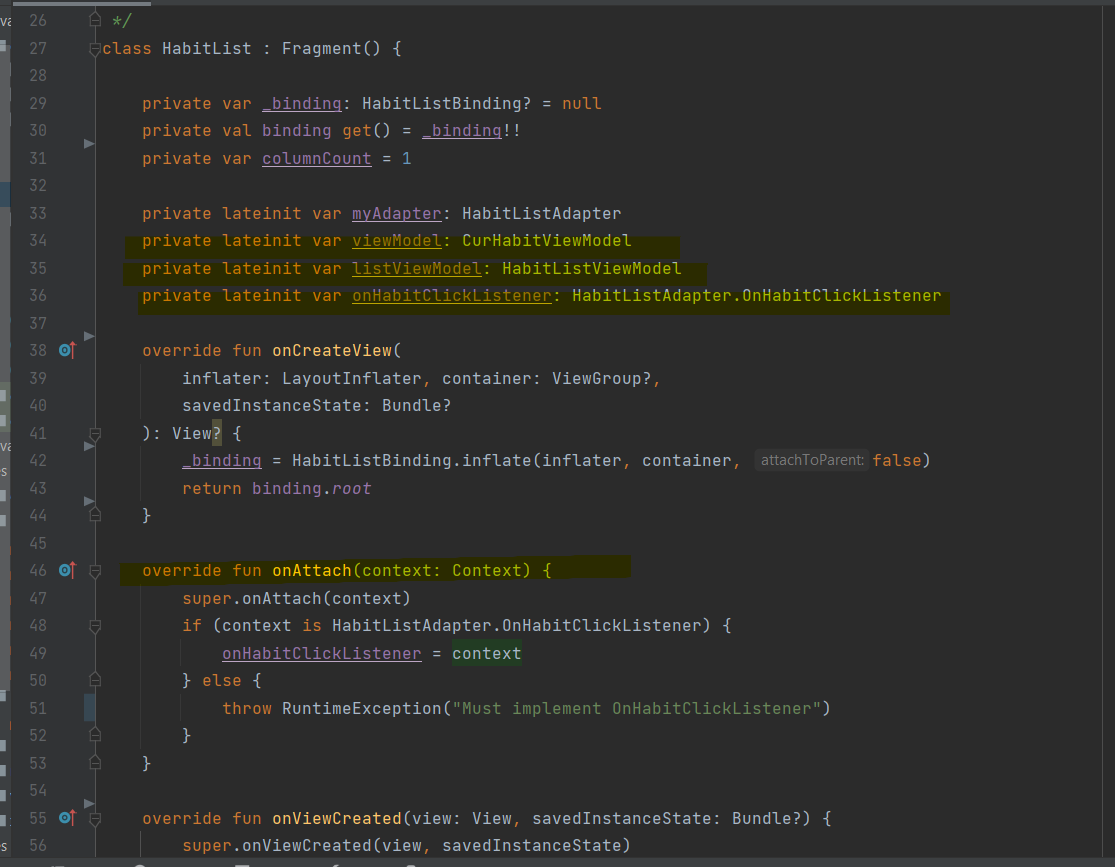 26 */
27 class HabitList : Fragment() {
28
29 private var _binding: HabitListBinding? = null
30 private val binding get() = _binding!!
31 private var columnCount = 1
32
33 private lateinit var myAdapter: HabitListAdapter
34 private lateinit var viewModel: CurHabitViewModel
35 private lateinit var listViewModel: HabitListViewModel
36 private lateinit var onHabitClickListener: HabitListAdapter.OnHabitClickListener
37
38 override fun onCreateView(
39 inflater: LayoutInflater, container: ViewGroup?,
40 savedInstanceState: Bundle?
41 ): View? {
42 _binding = HabitListBinding.inflate(inflater, container, attachToParent: false)
43 return binding.root
44 }
45
46 override fun onAttach(context: Context) {
47 super.onAttach(context)
48 if (context is HabitListAdapter.OnHabitClickListener) {
49 onHabitClickListener = context
50 } else {
51 throw RuntimeException("Must implement OnHabitClickListener")
52 }
53 }
54
55 override fun onViewCreated(view: View, savedInstanceState: Bundle?) {
56 super.onViewCreated(view, savedInstanceState)